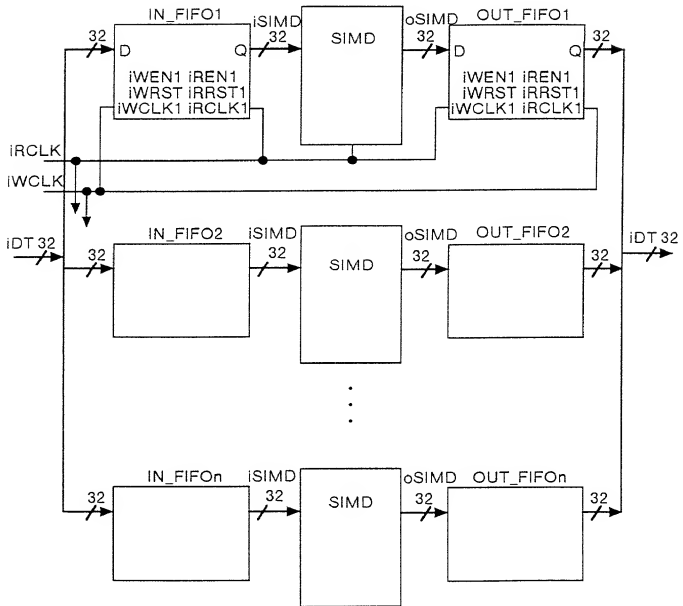 IN_FIFO1 iSIMD OUT_FIFO1
32 32 SIMD oSIMD 32 32
D Q D Q
iWEN1 iREN1 iWEN1 iREN1
iWRST iRRST1 iWRST iRRST1
iWCLK1 iRCLK1 iWCLK1 iRCLK1
iRCLK
iWCLK
IN_FIFO2 iSIMD oSIMD OUT_FIFO2
iDT 32 iDT 32
32 32 SIMD 32 32
IN_FIFOn iSIMD oSIMD OUT_FIFOn
32 32 SIMD 32 32